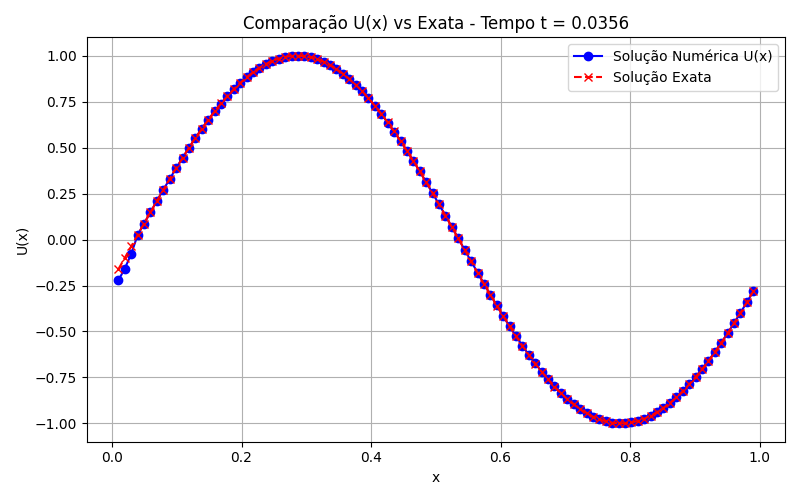 Comparação U(x) vs Exata - Tempo t = 0.0356
Solução Numérica U(x)
Solução Exata
U(x)
1.00
0.75
0.50
0.25
0.00
−0.25
−0.50
−0.75
−1.00
0.0 0.2 0.4 0.6 0.8 1.0
x